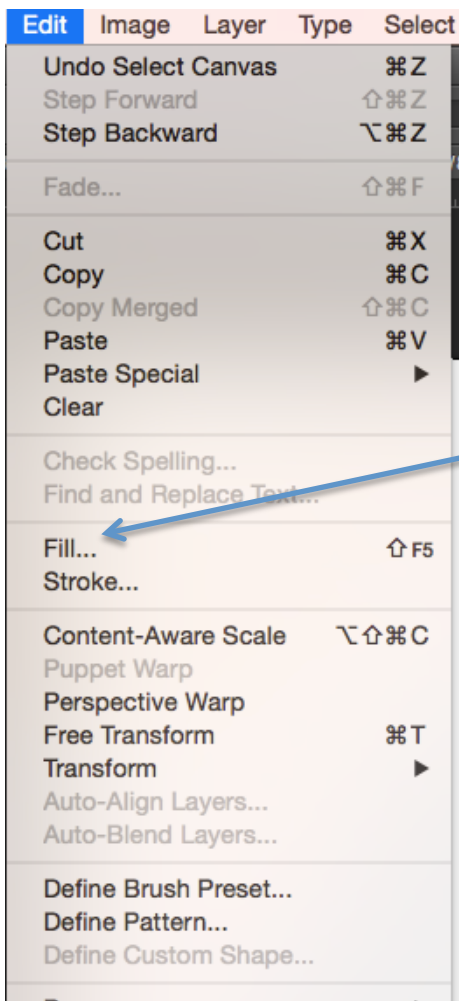 Edit Image Layer Type Select
Undo Select Canvas ⌘Z
Step Forward ⇧⌘Z
Step Backward ⌥⌘Z
Fade... ⇧⌘F
Cut ⌘X
Copy ⌘C
Copy Merged ⇧⌘C
Paste ⌘V
Paste Special ▶
Clear
Check Spelling...
Find and Replace Text...
Fill... ⇧F5
Stroke...
Content-Aware Scale ⌥⇧⌘C
Puppet Warp
Perspective Warp
Free Transform ⌘T
Transform ▶
Auto-Align Layers...
Auto-Blend Layers...
Define Brush Preset...
Define Pattern...
Define Custom Shape...